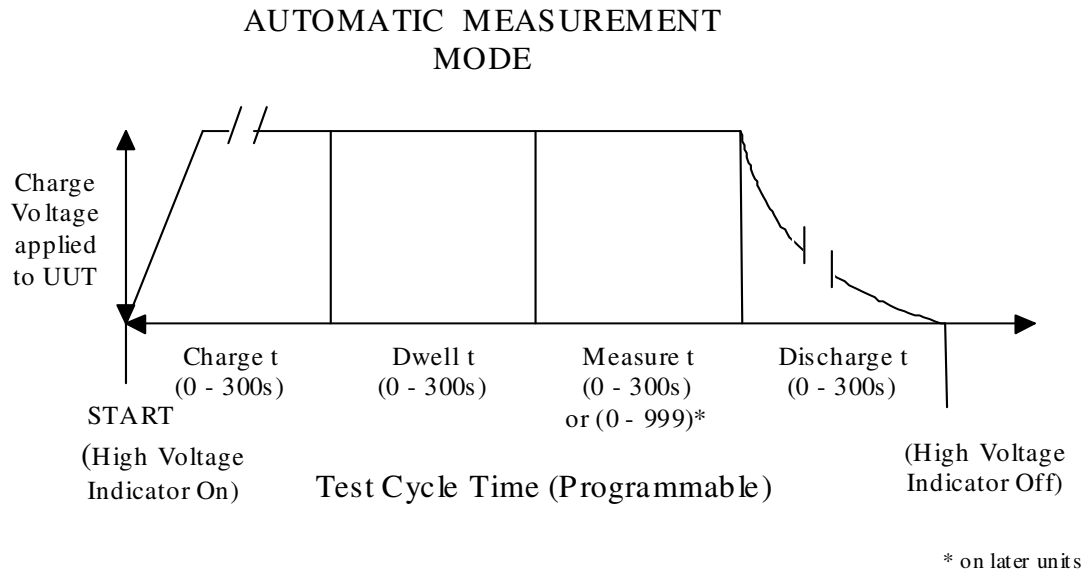 AUTOMATIC MEASUREMENT
MODE
Charge
Voltage
applied
to UUT
Charge t
(0 - 300s)
Dwell t
(0 - 300s)
Measure t
(0 - 300s)
or (0 - 999)*
Discharge t
(0 - 300s)
START
(High Voltage
Indicator On)
Test Cycle Time (Programmable)
(High Voltage
Indicator Off)
* on later units